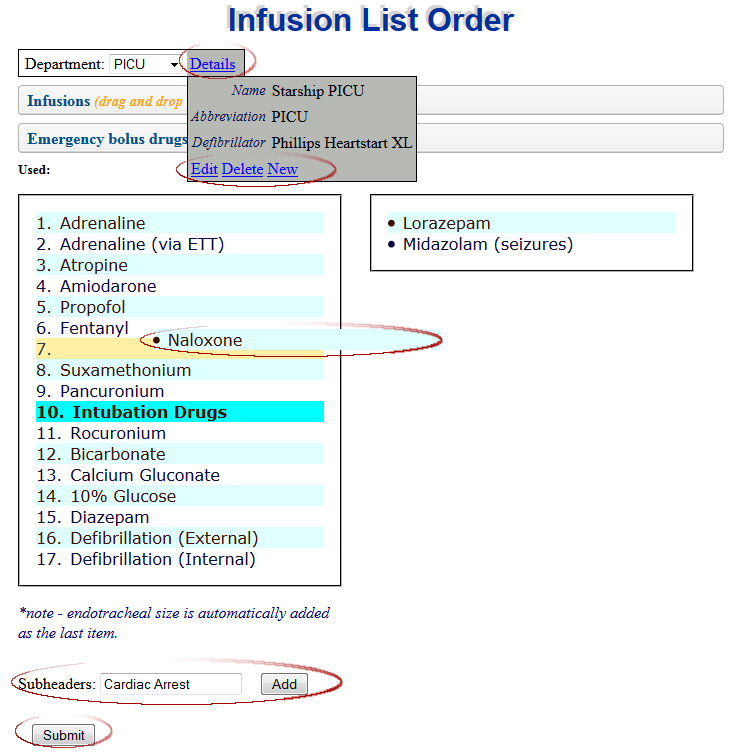 Infusion List Order
Department: PICU Details
Name Starship PICU
Abbreviation PICU
Defibrillator Phillips Heartstart XL
Edit Delete New
Infusions (drag and drop
Emergency bolus drugs
Used:
1. Adrenaline
2. Adrenaline (via ETT)
3. Atropine
4. Amiodarone
5. Propofol
6. Fentanyl
7.
• Naloxone
8. Suxamethonium
9. Pancuronium
10. Intubation Drugs
11. Rocuronium
12. Bicarbonate
13. Calcium Gluconate
14. 10% Glucose
15. Diazepam
16. Defibrillation (External)
17. Defibrillation (Internal)
• Lorazepam
• Midazolam (seizures)
*note - endotracheal size is automatically added
as the last item.
Subheaders: Cardiac Arrest Add
Submit